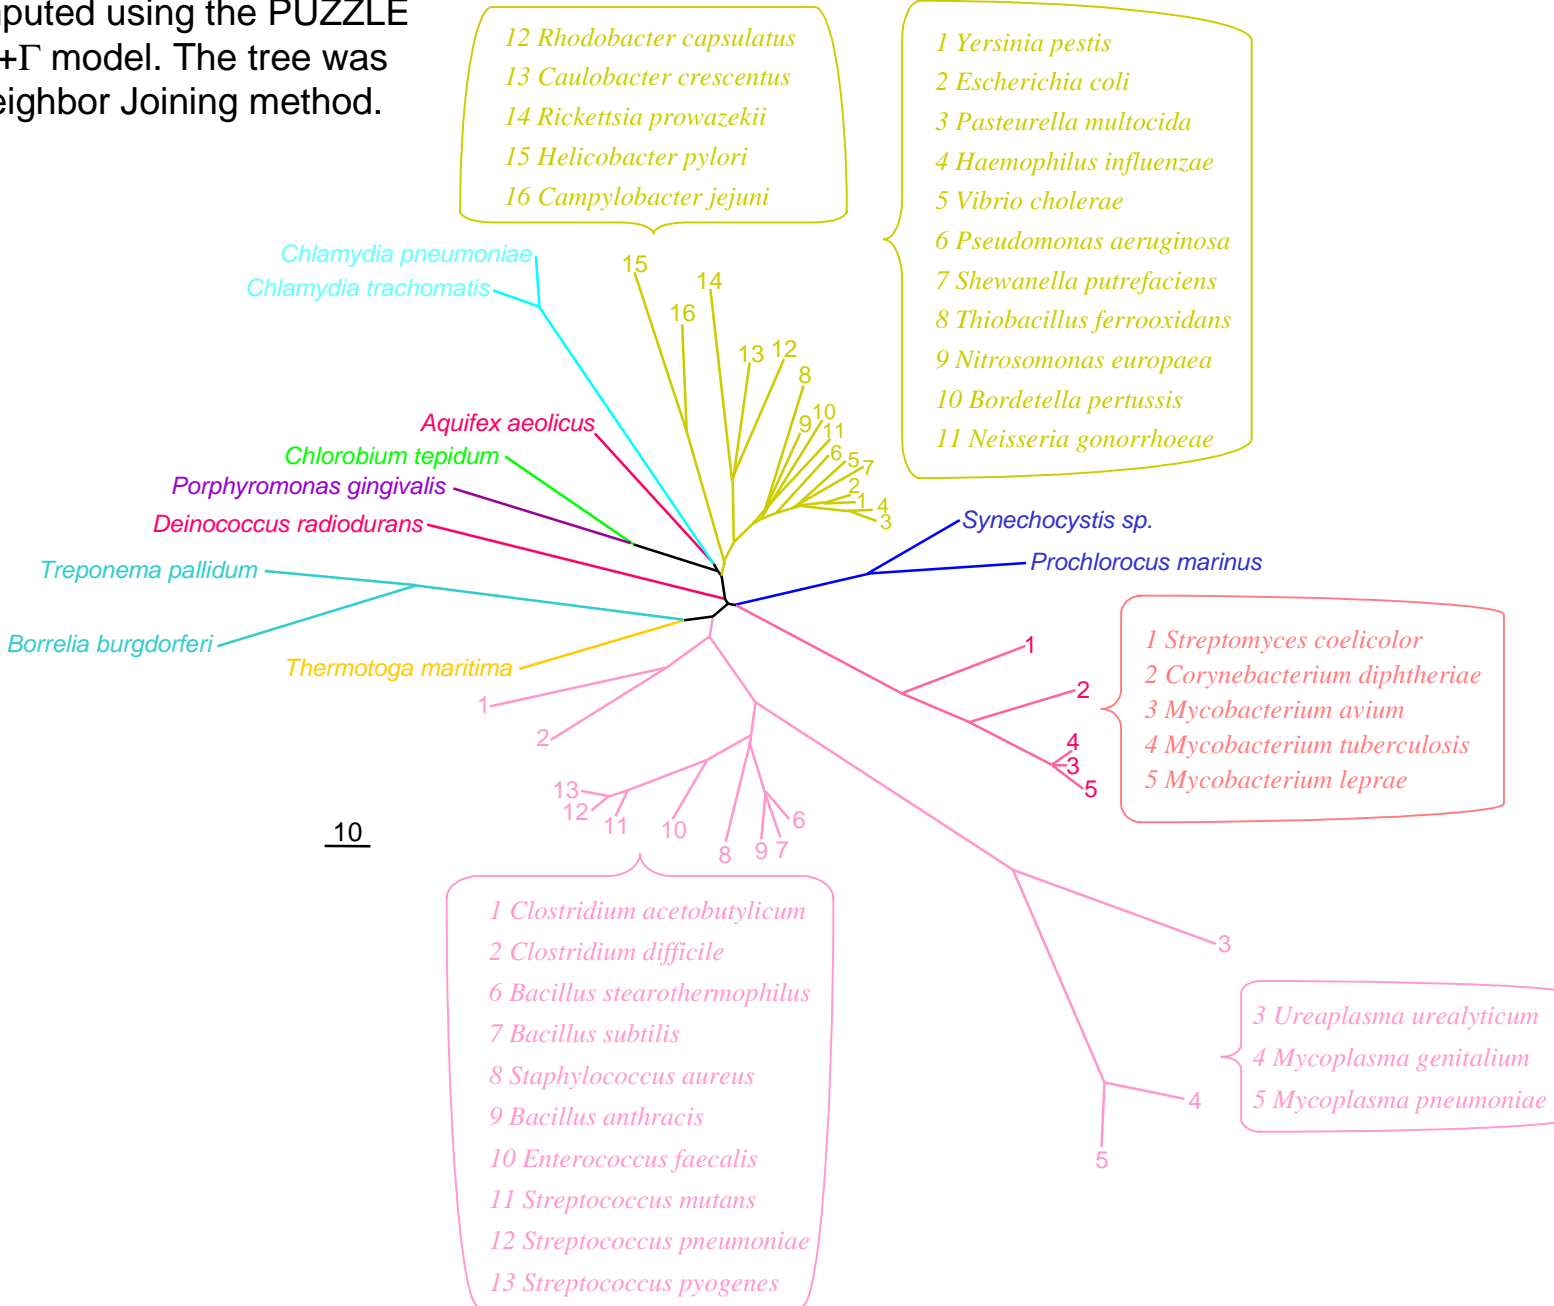 mputed using the PUZZLE
+Γ model. The tree was
eighbor Joining method.
12 Rhodobacter capsulatus
13 Caulobacter crescentus
14 Rickettsia prowazekii
15 Helicobacter pylori
16 Campylobacter jejuni
1 Yersinia pestis
2 Escherichia coli
3 Pasteurella multocida
4 Haemophilus influenzae
5 Vibrio cholerae
6 Pseudomonas aeruginosa
7 Shewanella putrefaciens
8 Thiobacillus ferrooxidans
9 Nitrosomonas europaea
10 Bordetella pertussis
11 Neisseria gonorrhoeae
Chlamydia pneumoniae
Chlamydia trachomatis
15
14
16
13
12
8
10
9
11
6
5
7
2
1
4
3
Aquifex aeolicus
Chlorobium tepidum
Porphyromonas gingivalis
Deinococcus radiodurans
Treponema pallidum
Borrelia burgdorferi
Thermotoga maritima
Synechocystis sp.
Prochlorocus marinus
1
2
4
3
5
1 Streptomyces coelicolor
2 Corynebacterium diphtheriae
3 Mycobacterium avium
4 Mycobacterium tuberculosis
5 Mycobacterium leprae
1
2
13
12
11
10
8
9
7
6
10
1 Clostridium acetobutylicum
2 Clostridium difficile
6 Bacillus stearothermophilus
7 Bacillus subtilis
8 Staphylococcus aureus
9 Bacillus anthracis
10 Enterococcus faecalis
11 Streptococcus mutans
12 Streptococcus pneumoniae
13 Streptococcus pyogenes
3
4
5
3 Ureaplasma urealyticum
4 Mycoplasma genitalium
5 Mycoplasma pneumoniae